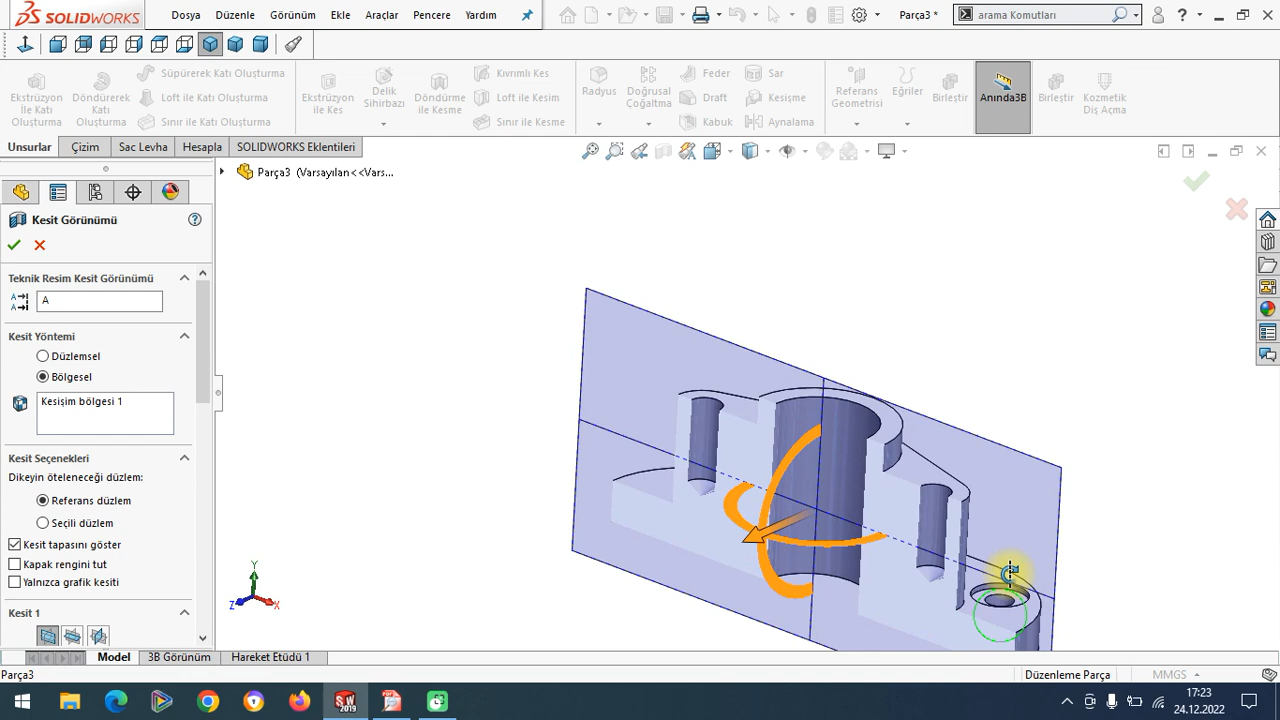 SOLIDWORKS
Dosya Düzenle Görünüm Ekle Araçlar Pencere Yardım
Parça3 *
arama Komutları
Ekstrüzyon İle Katı Oluşturma
Döndürerek Katı Oluşturma
Süpürerek Katı Oluşturma
Loft ile Katı Oluşturma
Sınır ile Katı Oluşturma
Ekstrüzyon ile Kes
Delik Sihirbazı
Döndürme ile Kesme
Kıvrımlı Kes
Loft ile Kesim
Sınır ile Kesme
Radyus
Doğrusal Çoğaltma
Feder
Draft
Kabuk
Sar
Kesişme
Aynalama
Referans Geometrisi
Eğriler
Birleştir
Anında3B
Birleştir
Kozmetik Diş Açma
Unsurlar Çizim Sac Levha Hesapla SOLIDWORKS Eklentileri
Parça3 (Varsayılan<<Vars...
Kesit Görünümü
Teknik Resim Kesit Görünümü
A
Kesit Yöntemi
Düzlemsel
Bölgesel
Kesişim bölgesi 1
Kesit Seçenekleri
Dikeyin öteleneceği düzlem:
Referans düzlem
Seçili düzlem
Kesit tapasını göster
Kapak rengini tut
Yalnızca grafik kesiti
Kesit 1
Y
Z
X
Model 3B Görünüm Hareket Etüdü 1
Parça3
Düzenleme Parça
MMGS
17:23
24.12.2022